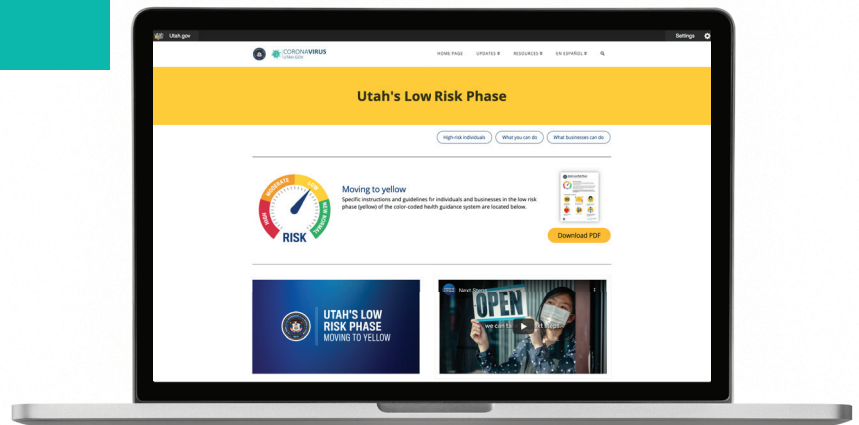 Utah.gov
Settings
CORONAVIRUS
UTAH.GOV
HOME PAGE
UPDATES
RESOURCES
EN ESPAÑOL
Utah's Low Risk Phase
High-risk individuals
What you can do
What businesses can do
HIGH
MODERATE
LOW
NEW NORMAL
RISK
Moving to yellow
Specific instructions and guidelines for individuals and businesses in the low risk
phase (yellow) of the color-coded health guidance system are located below.
Download PDF
UTAH'S LOW
RISK PHASE
MOVING TO YELLOW
Next Steps
OPEN